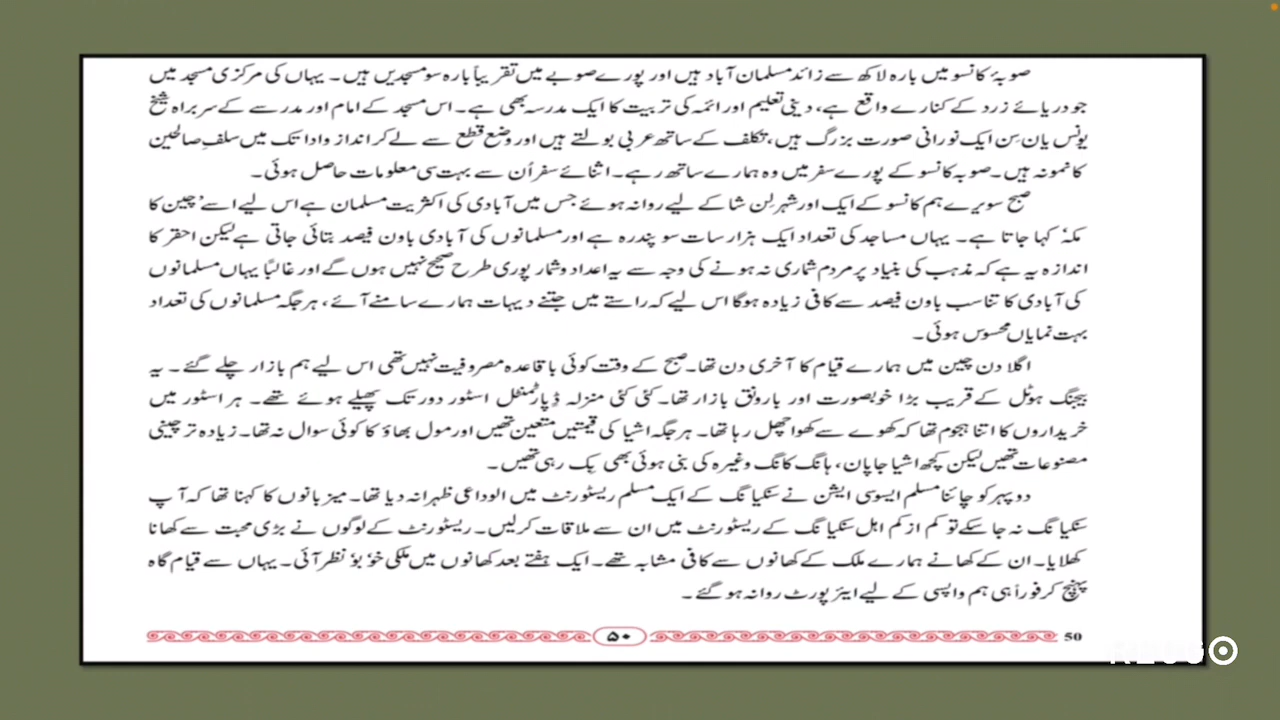 صوبۂ کانسو میں بارہ لاکھ سے زائد مسلمان آباد ہیں اور پورے صوبے میں تقریباً بارہ سو مسجدیں ہیں۔ یہاں کی مرکزی مسجد میں
جو دریائے زرد کے کنارے واقع ہے، دینی تعلیم اور ائمہ کی تربیت کا ایک مدرسہ بھی ہے۔ اس مسجد کے امام اور مدرسے کے سربراہ شیخ
یونس یان سِن ایک نورانی صورت بزرگ ہیں، تکلف کے ساتھ عربی بولتے ہیں اور وضع قطع سے لے کر انداز و ادا تک میں سلفِ صالحین
کا نمونہ ہیں۔ صوبہ کانسو کے پورے سفر میں وہ ہمارے ساتھ رہے۔ اثنائے سفر اُن سے بہت سی معلومات حاصل ہوئی۔
صبح سویرے ہم کانسو کے ایک اور شہر لِن شا کے لیے روانہ ہوئے جس میں آبادی کی اکثریت مسلمان ہے اس لیے اسے ’چین کا
مکہ‘ کہا جاتا ہے۔ یہاں مساجد کی تعداد ایک ہزار سات سو پندرہ ہے اور مسلمانوں کی آبادی باون فیصد بتائی جاتی ہے لیکن احقر کا
اندازہ یہ ہے کہ مذہب کی بنیاد پر مردم شماری نہ ہونے کی وجہ سے یہ اعداد و شمار پوری طرح صحیح نہیں ہوں گے اور غالباً یہاں مسلمانوں
کی آبادی کا تناسب باون فیصد سے کافی زیادہ ہوگا اس لیے کہ راستے میں جتنے دیہات ہمارے سامنے آئے، ہر جگہ مسلمانوں کی تعداد
بہت نمایاں محسوس ہوئی۔
اگلا دن چین میں ہمارے قیام کا آخری دن تھا۔ صبح کے وقت کوئی باقاعدہ مصروفیت نہیں تھی اس لیے ہم بازار چلے گئے۔ یہ
بیجنگ ہوٹل کے قریب بڑا خوبصورت اور بارونق بازار تھا۔ کئی کئی منزلہ ڈپارٹمنٹل اسٹور دور تک پھیلے ہوئے تھے۔ ہر اسٹور میں
خریداروں کا اتنا ہجوم تھا کہ کھوے سے کھوا چھل رہا تھا۔ ہر جگہ اشیا کی قیمتیں متعین تھیں اور مول بھاؤ کا کوئی سوال نہ تھا۔ زیادہ تر چینی
مصنوعات تھیں لیکن کچھ اشیا جاپان، ہانگ کانگ وغیرہ کی بنی ہوئی بھی بِک رہی تھیں۔
دوپہر کو چائنا مسلم ایسوسی ایشن نے سنکیانگ کے ایک مسلم ریسٹورنٹ میں الوداعی ظہرانہ دیا تھا۔ میزبانوں کا کہنا تھا کہ آپ
سنکیانگ نہ جا سکے تو کم از کم اہل سنکیانگ کے ریسٹورنٹ میں ان سے ملاقات کرلیں۔ ریسٹورنٹ کے لوگوں نے بڑی محبت سے کھانا
کھلایا۔ ان کے کھانے ہمارے ملک کے کھانوں سے کافی مشابہ تھے۔ ایک ہفتے بعد کھانوں میں ملکی خوٗ بوٗ نظر آئی۔ یہاں سے قیام گاہ
پہنچ کر فوراً ہی ہم واپسی کے لیے ایئر پورٹ روانہ ہوگئے۔
50 ۵۰